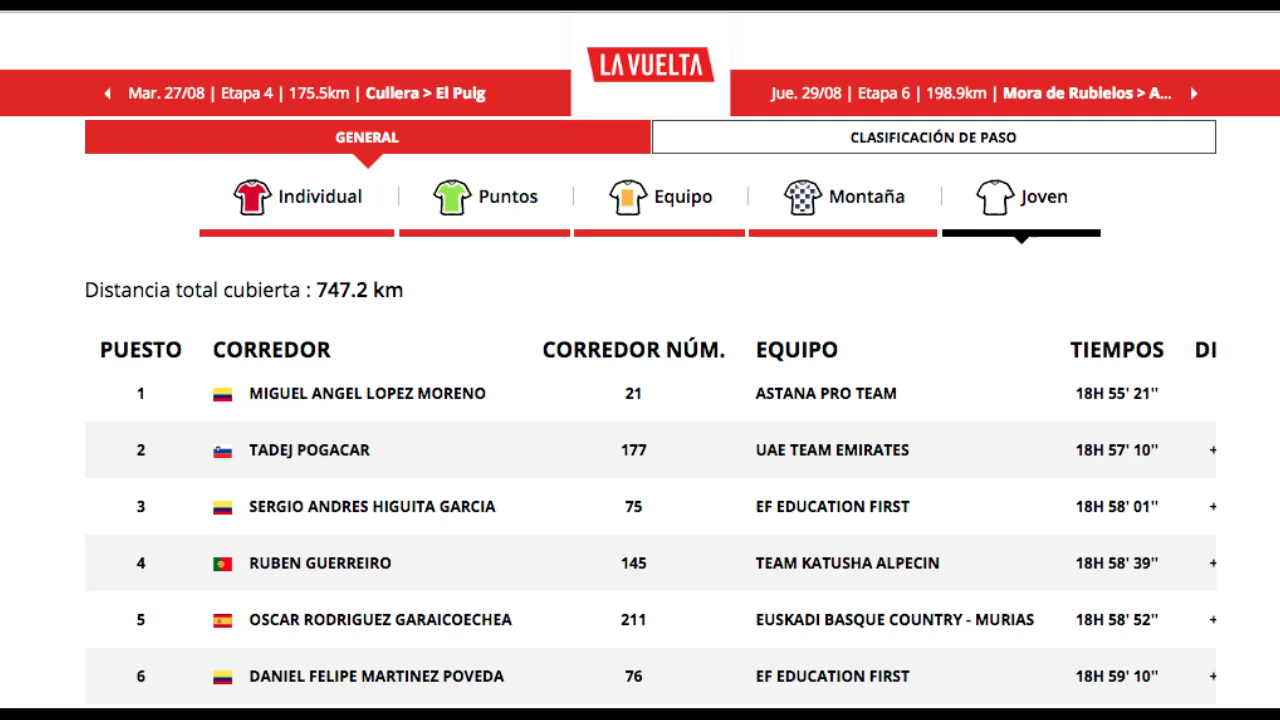 LA VUELTA
Mar. 27/08 | Etapa 4 | 175.5km | Cullera > El Puig
Jue. 29/08 | Etapa 6 | 198.9km | Mora de Rubielos > A...
GENERAL
CLASIFICACIÓN DE PASO
Individual
Puntos
Equipo
Montaña
Joven
Distancia total cubierta : 747.2 km
PUESTO CORREDOR CORREDOR NÚM. EQUIPO TIEMPOS DI
1 MIGUEL ANGEL LOPEZ MORENO 21 ASTANA PRO TEAM 18H 55' 21''
2 TADEJ POGACAR 177 UAE TEAM EMIRATES 18H 57' 10'' +
3 SERGIO ANDRES HIGUITA GARCIA 75 EF EDUCATION FIRST 18H 58' 01'' +
4 RUBEN GUERREIRO 145 TEAM KATUSHA ALPECIN 18H 58' 39'' +
5 OSCAR RODRIGUEZ GARAICOECHEA 211 EUSKADI BASQUE COUNTRY - MURIAS 18H 58' 52'' +
6 DANIEL FELIPE MARTINEZ POVEDA 76 EF EDUCATION FIRST 18H 59' 10'' +